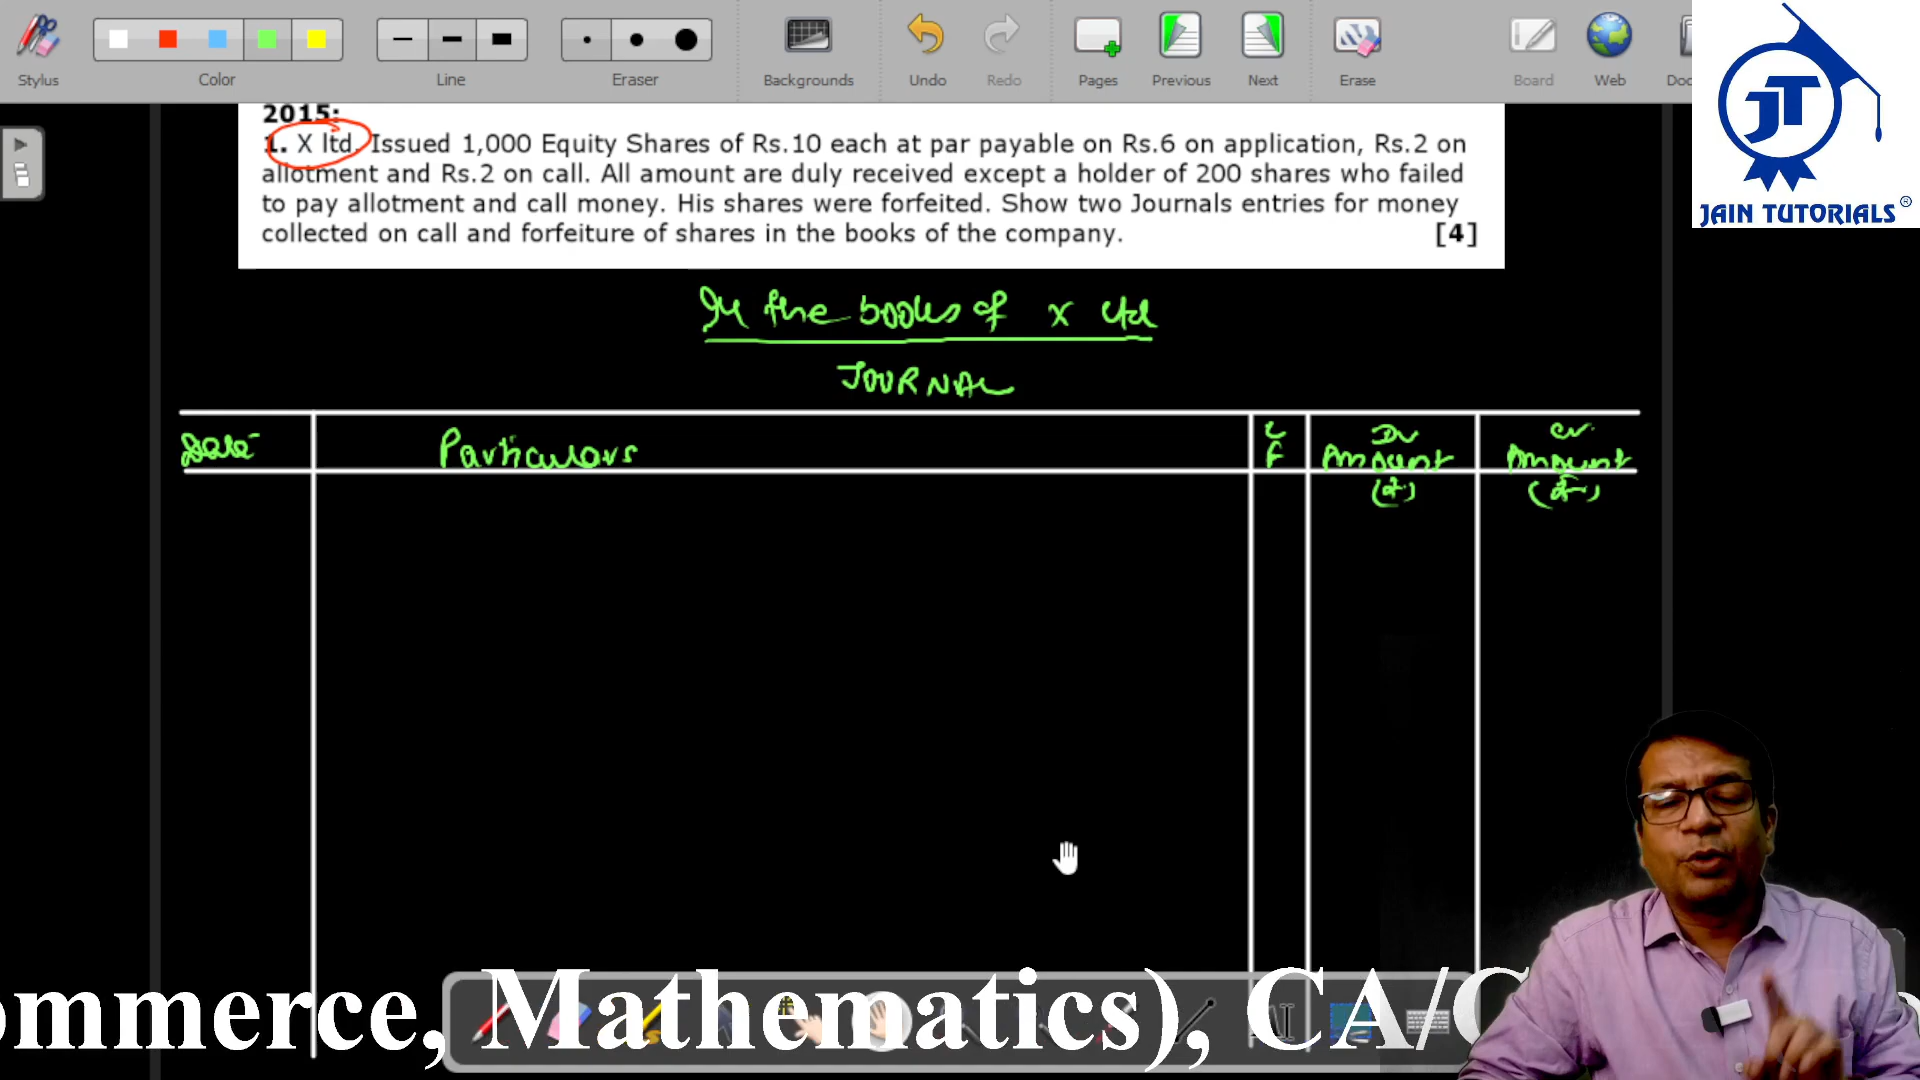 Stylus
Color
Line
Eraser
Backgrounds
Undo
Redo
Pages
Previous
Next
Erase
Board
Web
JT
JAIN TUTORIALS®
2015:
1. X ltd. Issued 1,000 Equity Shares of Rs.10 each at par payable on Rs.6 on application, Rs.2 on
allotment and Rs.2 on call. All amount are duly received except a holder of 200 shares who failed
to pay allotment and call money. His shares were forfeited. Show two Journals entries for money
collected on call and forfeiture of shares in the books of the company. [4]
In the books of X Ltd
JOURNAL
Date Particulars L F Dr Amount (₹) Cr Amount (₹)
ommerce, Mathematics), CA/C